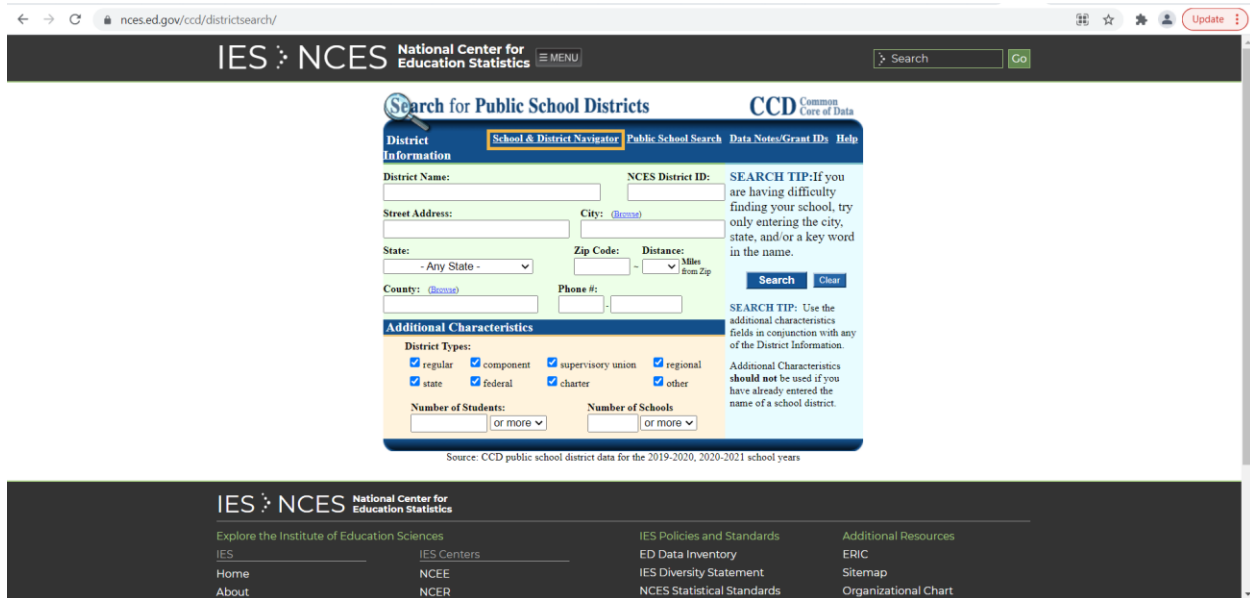 nces.ed.gov/ccd/districtsearch/
Update
IES NCES National Center for Education Statistics
MENU
Search
Go
Search for Public School Districts
CCD Common Core of Data
District Information
School & District Navigator
Public School Search
Data Notes/Grant IDs
Help
District Name:
NCES District ID:
Street Address:
City: (Browse)
State:
Zip Code:
Distance:
- Any State -
–
Miles from Zip
County: (Browse)
Phone #:
-
SEARCH TIP:If you
are having difficulty
finding your school, try
only entering the city,
state, and/or a key word
in the name.
Search
Clear
SEARCH TIP: Use the
additional characteristics
fields in conjunction with any
of the District Information.
Additional Characteristics
should not be used if you
have already entered the
name of a school district.
Additional Characteristics
District Types:
regular component supervisory union regional
state federal charter other
Number of Students:
Number of Schools
or more
or more
Source: CCD public school district data for the 2019-2020, 2020-2021 school years
IES NCES National Center for Education Statistics
Explore the Institute of Education Sciences
IES
Home
About
IES Centers
NCEE
NCER
IES Policies and Standards
ED Data Inventory
IES Diversity Statement
NCES Statistical Standards
Additional Resources
ERIC
Sitemap
Organizational Chart